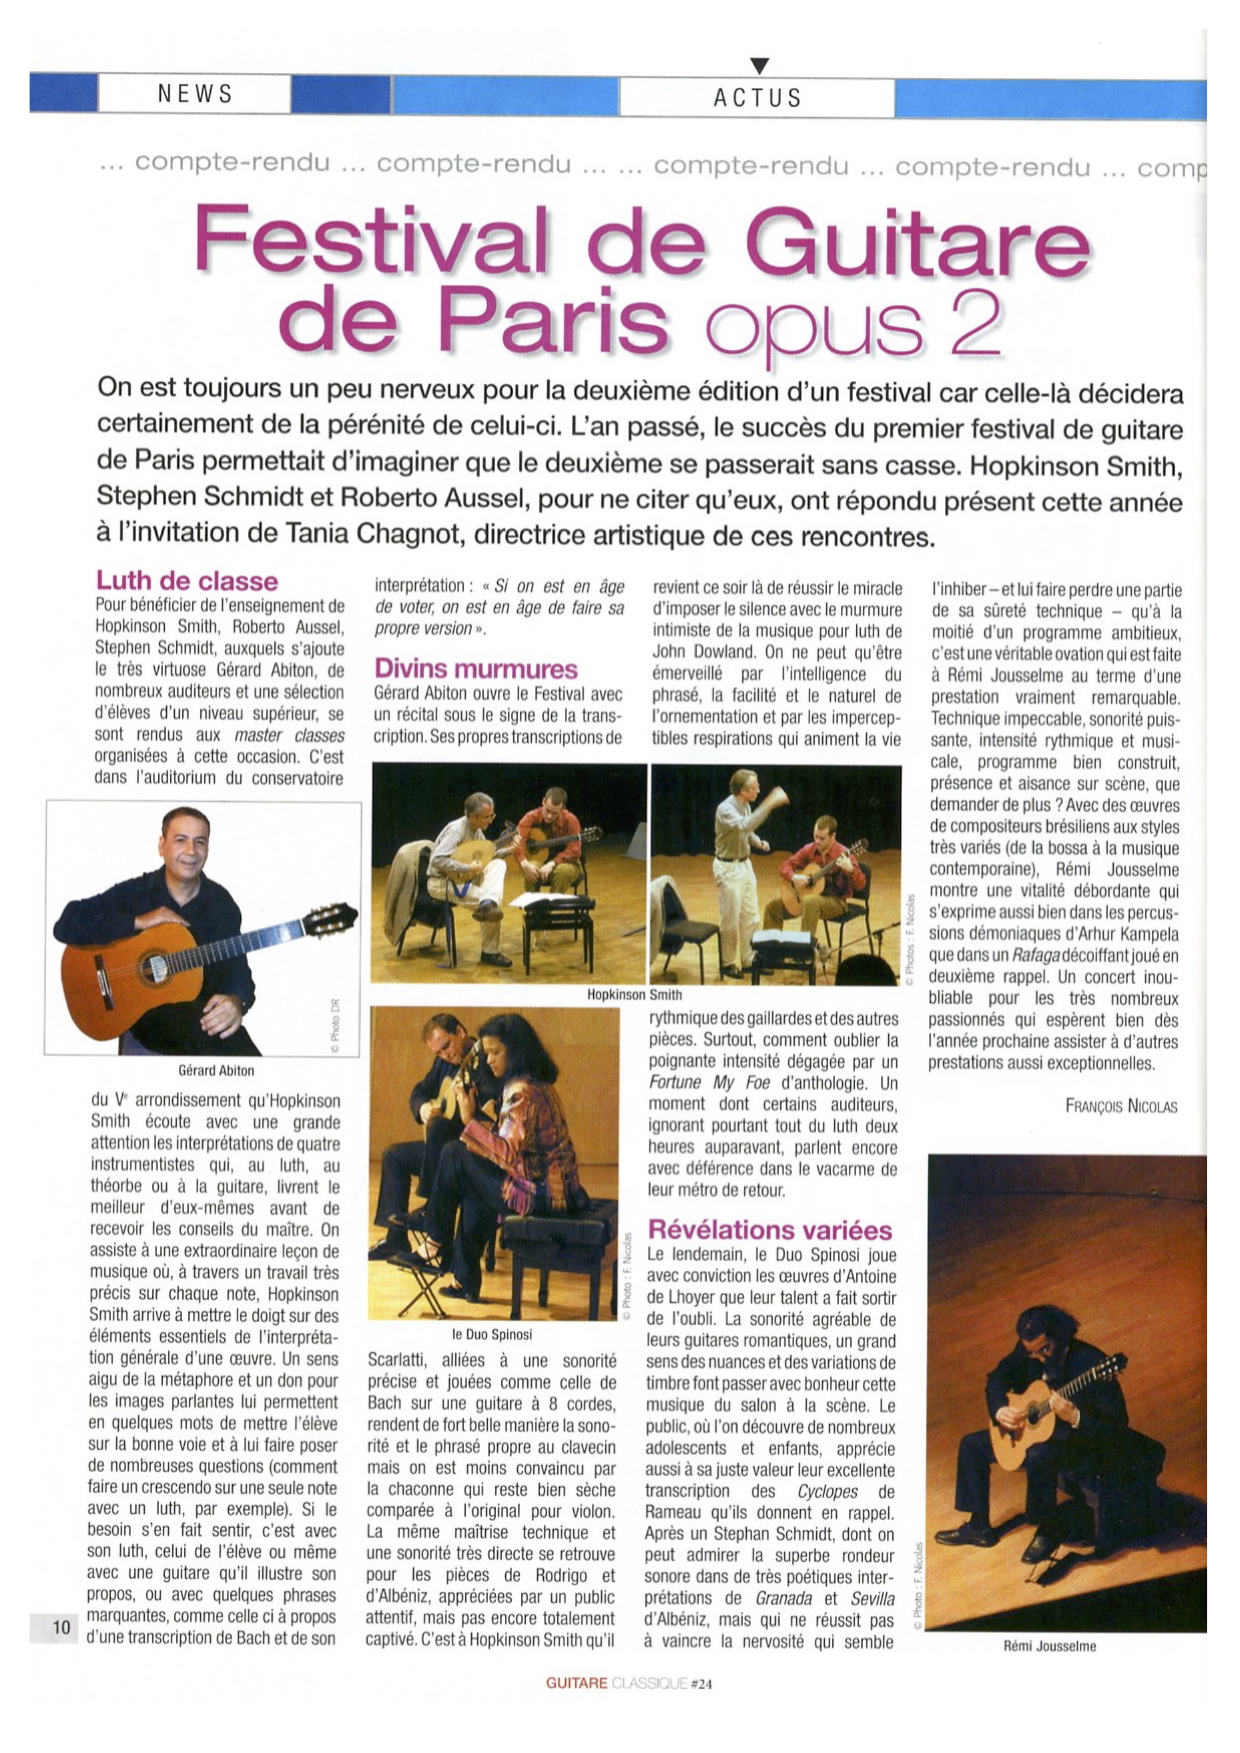 NEWS
ACTUS
... compte-rendu ... compte-rendu ... ... compte-rendu ... compte-rendu ... comp
Festival de Guitare
de Paris opus 2
On est toujours un peu nerveux pour la deuxième édition d'un festival car celle-là décidera
certainement de la pérénité de celui-ci. L'an passé, le succès du premier festival de guitare
de Paris permettait d'imaginer que le deuxième se passerait sans casse. Hopkinson Smith,
Stephen Schmidt et Roberto Aussel, pour ne citer qu'eux, ont répondu présent cette année
à l'invitation de Tania Chagnot, directrice artistique de ces rencontres.
Luth de classe
Pour bénéficier de l'enseignement de
Hopkinson Smith, Roberto Aussel,
Stephen Schmidt, auxquels s'ajoute
le très virtuose Gérard Abiton, de
nombreux auditeurs et une sélection
d'élèves d'un niveau supérieur, se
sont rendus aux master classes
organisées à cette occasion. C'est
dans l'auditorium du conservatoire
© Photo DR
Gérard Abiton
du Ve arrondissement qu'Hopkinson
Smith écoute avec une grande
attention les interprétations de quatre
instrumentistes qui, au luth, au
théorbe ou à la guitare, livrent le
meilleur d'eux-mêmes avant de
recevoir les conseils du maître. On
assiste à une extraordinaire leçon de
musique où, à travers un travail très
précis sur chaque note, Hopkinson
Smith arrive à mettre le doigt sur des
éléments essentiels de l'interpréta-
tion générale d'une œuvre. Un sens
aigu de la métaphore et un don pour
les images parlantes lui permettent
en quelques mots de mettre l'élève
sur la bonne voie et à lui faire poser
de nombreuses questions (comment
faire un crescendo sur une seule note
avec un luth, par exemple). Si le
besoin s'en fait sentir, c'est avec
son luth, celui de l'élève ou même
avec une guitare qu'il illustre son
propos, ou avec quelques phrases
marquantes, comme celle ci à propos
d'une transcription de Bach et de son
interprétation : « Si on est en âge
de voter, on est en âge de faire sa
propre version ».
Divins murmures
Gérard Abiton ouvre le Festival avec
un récital sous le signe de la trans-
cription. Ses propres transcriptions de
© Photos : F. Nicolas
Hopkinson Smith
© Photo : F. Nicolas
le Duo Spinosi
Scarlatti, alliées à une sonorité
précise et jouées comme celle de
Bach sur une guitare à 8 cordes,
rendent de fort belle manière la sono-
rité et le phrasé propre au clavecin
mais on est moins convaincu par
la chaconne qui reste bien sèche
comparée à l'original pour violon.
La même maîtrise technique et
une sonorité très directe se retrouve
pour les pièces de Rodrigo et
d'Albéniz, appréciées par un public
attentif, mais pas encore totalement
captivé. C'est à Hopkinson Smith qu'il
revient ce soir là de réussir le miracle
d'imposer le silence avec le murmure
intimiste de la musique pour luth de
John Dowland. On ne peut qu'être
émerveillé par l'intelligence du
phrasé, la facilité et le naturel de
l'ornementation et par les impercep-
tibles respirations qui animent la vie
rythmique des gaillardes et des autres
pièces. Surtout, comment oublier la
poignante intensité dégagée par un
Fortune My Foe d'anthologie. Un
moment dont certains auditeurs,
ignorant pourtant tout du luth deux
heures auparavant, parlent encore
avec déférence dans le vacarme de
leur métro de retour.
Révélations variées
Le lendemain, le Duo Spinosi joue
avec conviction les œuvres d'Antoine
de Lhoyer que leur talent a fait sortir
de l'oubli. La sonorité agréable de
leurs guitares romantiques, un grand
sens des nuances et des variations de
timbre font passer avec bonheur cette
musique du salon à la scène. Le
public, où l'on découvre de nombreux
adolescents et enfants, apprécie
aussi à sa juste valeur leur excellente
transcription des Cyclopes de
Rameau qu'ils donnent en rappel.
Après un Stephan Schmidt, dont on
peut admirer la superbe rondeur
sonore dans de très poétiques inter-
prétations de Granada et Sevilla
d'Albéniz, mais qui ne réussit pas
à vaincre la nervosité qui semble
l'inhiber – et lui faire perdre une partie
de sa sûreté technique – qu'à la
moitié d'un programme ambitieux,
c'est une véritable ovation qui est faite
à Rémi Jousselme au terme d'une
prestation vraiment remarquable.
Technique impeccable, sonorité puis-
sante, intensité rythmique et musi-
cale, programme bien construit,
présence et aisance sur scène, que
demander de plus ? Avec des œuvres
de compositeurs brésiliens aux styles
très variés (de la bossa à la musique
contemporaine), Rémi Jousselme
montre une vitalité débordante qui
s'exprime aussi bien dans les percus-
sions démoniaques d'Arhur Kampela
que dans un Rafaga décoiffant joué en
deuxième rappel. Un concert inou-
bliable pour les très nombreux
passionnés qui espèrent bien dès
l'année prochaine assister à d'autres
prestations aussi exceptionnelles.
FRANÇOIS NICOLAS
© Photo : F. Nicolas
Rémi Jousselme
10
GUITARE CLASSIQUE #24